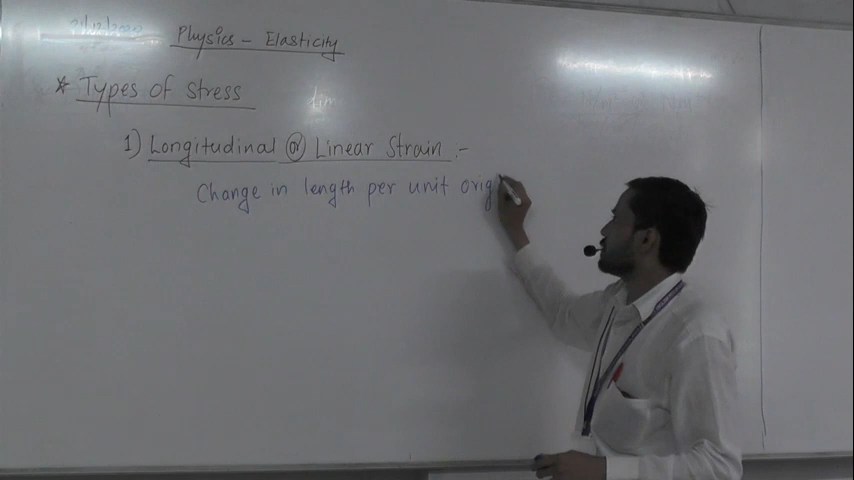 Physics - Elasticity
* Types of stress
1) Longitudinal or Linear Strain :-
Change in length per unit orig